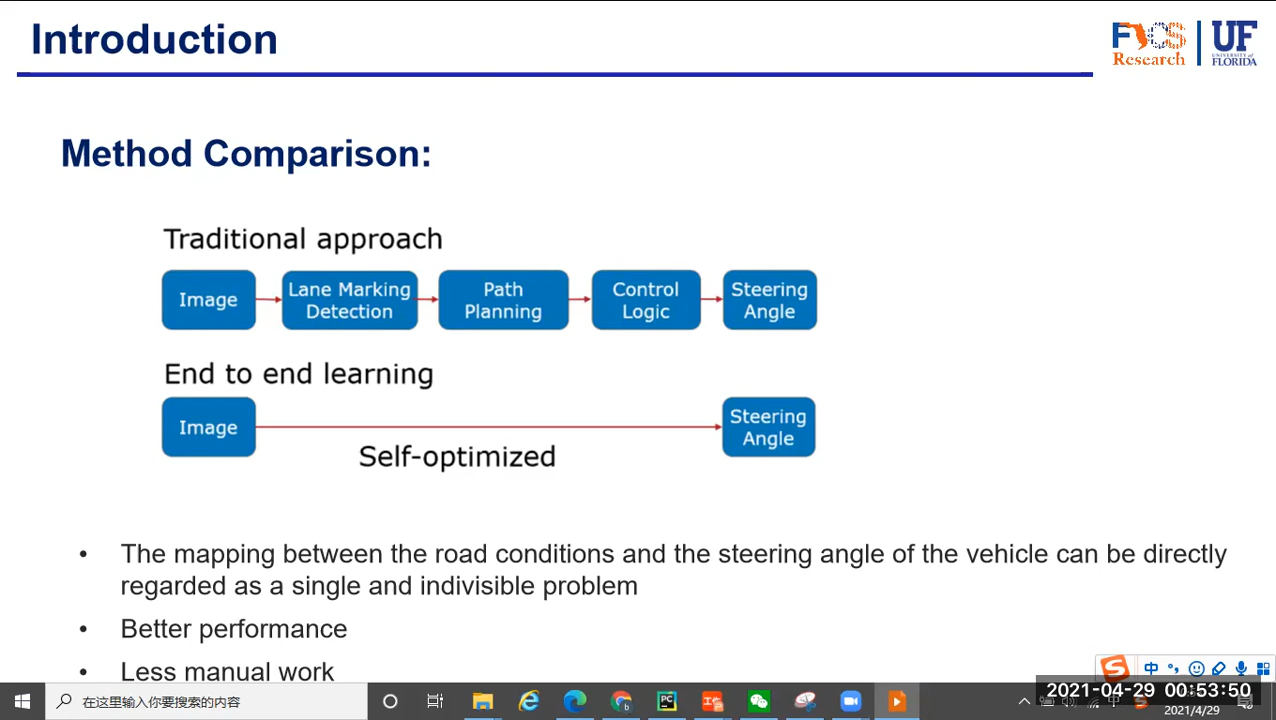 Introduction
FICS
Research
UF
UNIVERSITY of
FLORIDA
Method Comparison:
Traditional approach
Image
Lane Marking
Detection
Path
Planning
Control
Logic
Steering
Angle
End to end learning
Image
Steering
Angle
Self-optimized
• The mapping between the road conditions and the steering angle of the vehicle can be directly
regarded as a single and indivisible problem
• Better performance
• Less manual work
中
在这里输入你要搜索的内容
PC
2021-04-29 00:53:50
2021/4/29